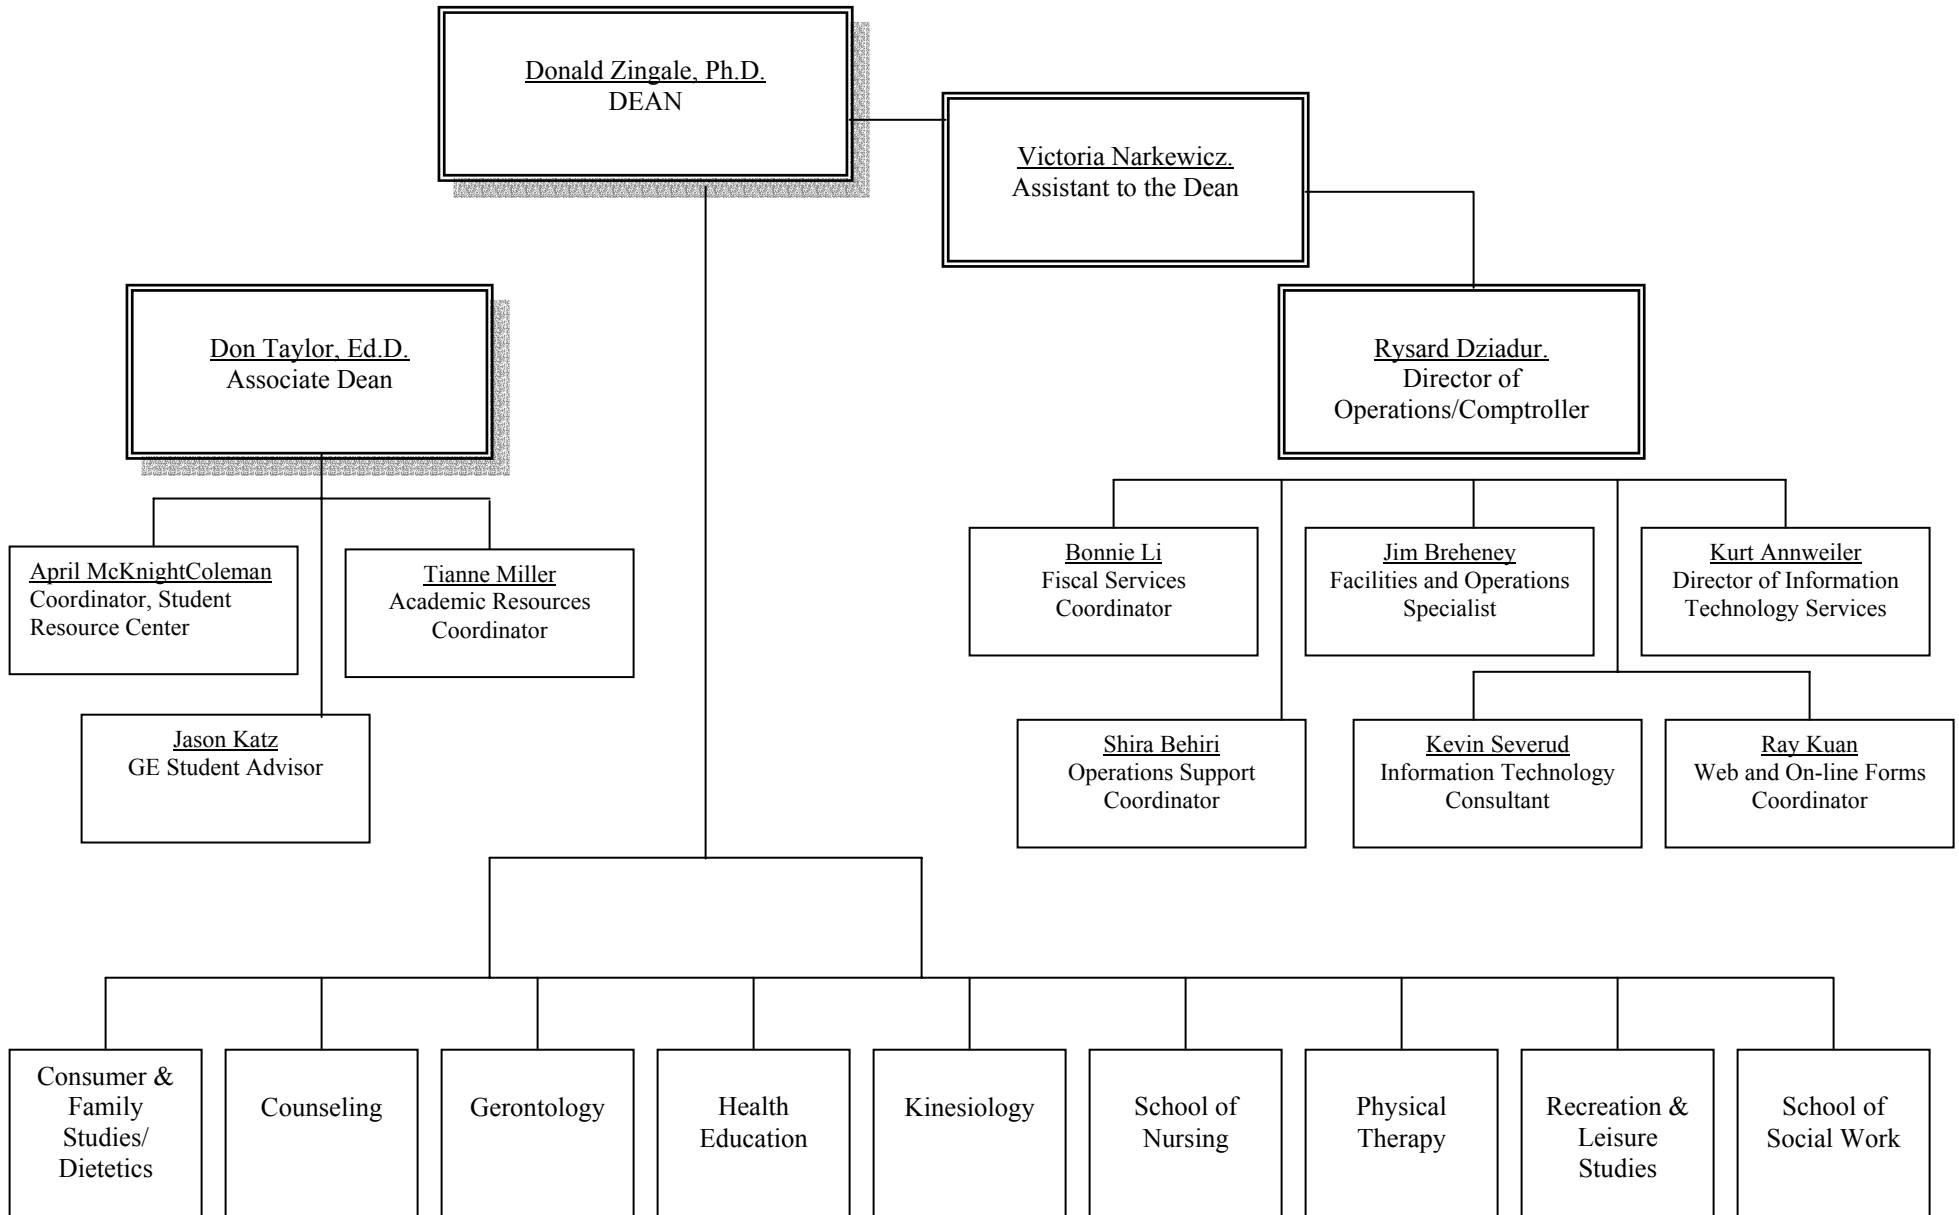 Donald Zingale, Ph.D.
DEAN
Victoria Narkewicz.
Assistant to the Dean
Don Taylor, Ed.D.
Associate Dean
Rysard Dziadur.
Director of
Operations/Comptroller
April McKnightColeman
Coordinator, Student
Resource Center
Tianne Miller
Academic Resources
Coordinator
Jason Katz
GE Student Advisor
Bonnie Li
Fiscal Services
Coordinator
Jim Breheney
Facilities and Operations
Specialist
Kurt Annweiler
Director of Information
Technology Services
Shira Behiri
Operations Support
Coordinator
Kevin Severud
Information Technology
Consultant
Ray Kuan
Web and On-line Forms
Coordinator
Consumer &
Family
Studies/
Dietetics
Counseling
Gerontology
Health
Education
Kinesiology
School of
Nursing
Physical
Therapy
Recreation &
Leisure
Studies
School of
Social Work